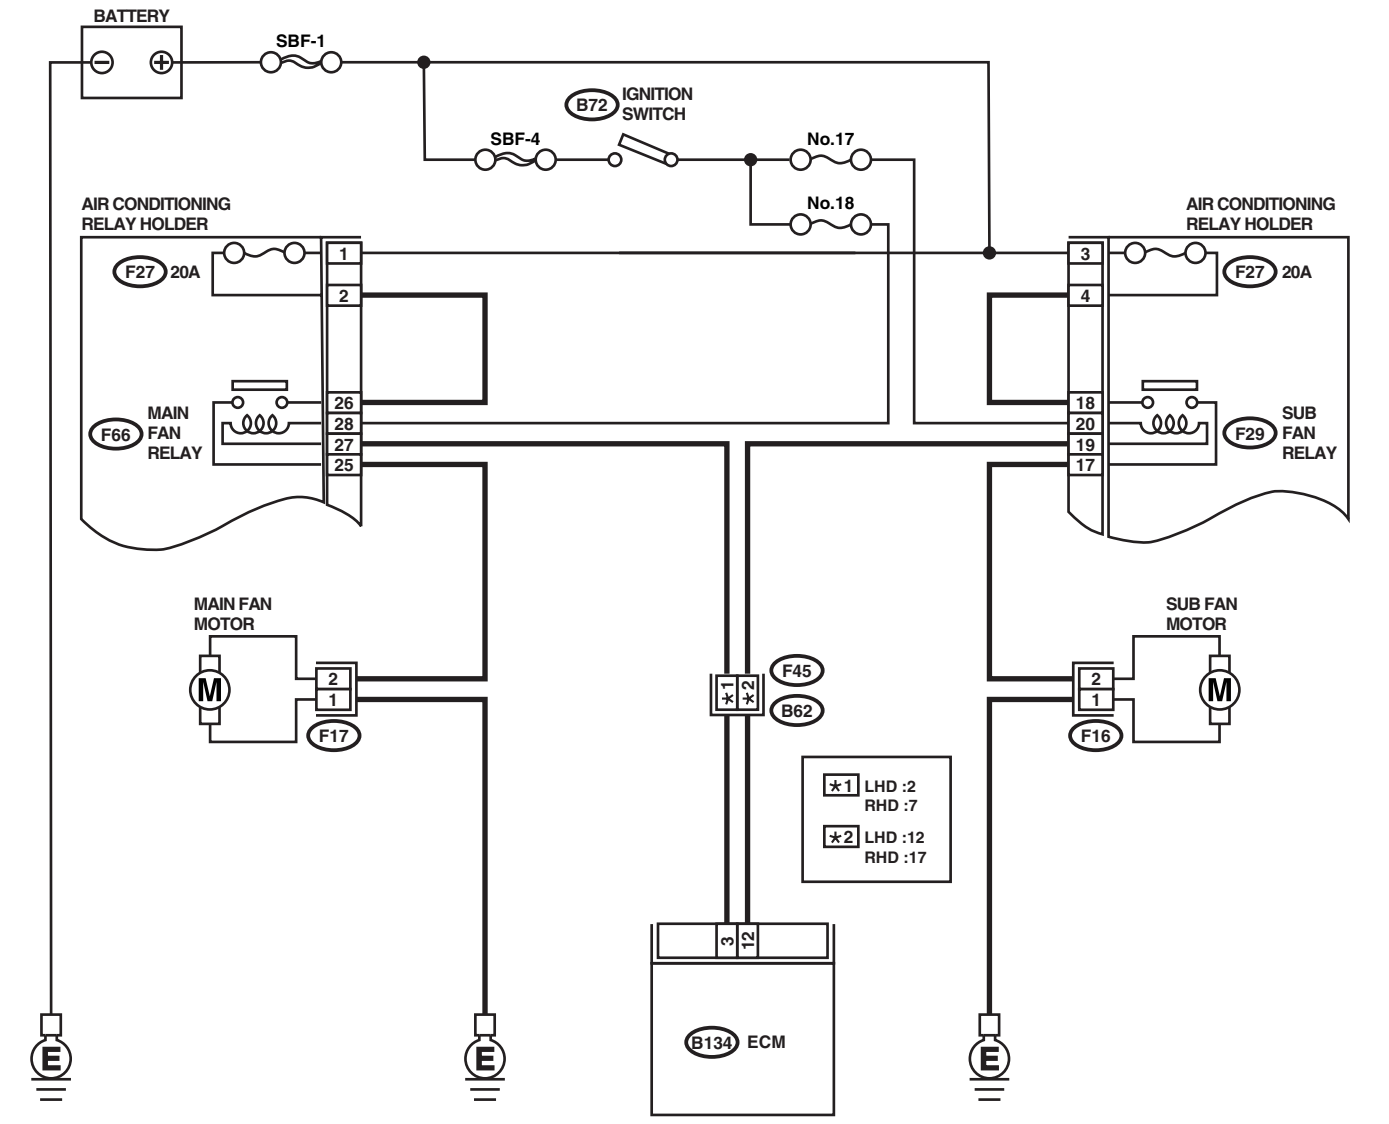 BATTERY
−
+
SBF-1
B72
IGNITION
SWITCH
SBF-4
No.17
No.18
AIR CONDITIONING
RELAY HOLDER
F27
20A
1
2
F66
MAIN
FAN
RELAY
26
28
27
25
AIR CONDITIONING
RELAY HOLDER
3
4
F27
20A
18
20
19
17
F29
SUB
FAN
RELAY
MAIN FAN
MOTOR
M
2
1
F17
*1
*2
F45
B62
SUB FAN
MOTOR
2
1
M
F16
*1 LHD :2
RHD :7
*2 LHD :12
RHD :17
3
12
B134 ECM
E
E
E